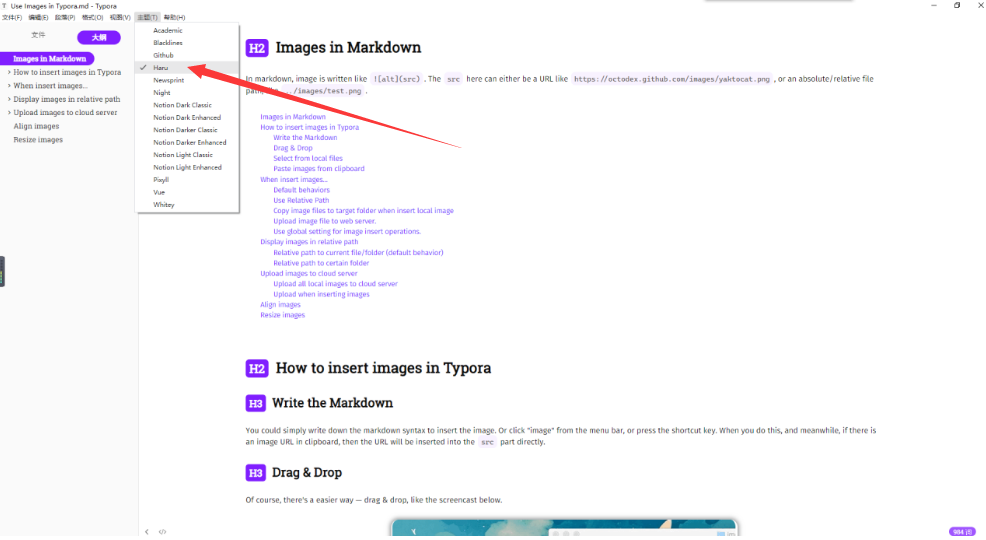 Use Images in Typora.md - Typora
文件(F) 编辑(E) 段落(P) 格式(O) 视图(V) 主题(T) 帮助(H)
文件 大纲
Images in Markdown
How to insert images in Typora
When insert images...
Display images in relative path
Upload images to cloud server
Align images
Resize images
Academic
Blacklines
Github
Haru
Newsprint
Night
Notion Dark Classic
Notion Dark Enhanced
Notion Darker Classic
Notion Darker Enhanced
Notion Light Classic
Notion Light Enhanced
Pixyll
Vue
Whitey
H2 Images in Markdown
In markdown, image is written like ![alt](src) . The src here can either be a URL like https://octodex.github.com/images/yaktocat.png , or an absolute/relative file
path, ../images/test.png .
Images in Markdown
How to insert images in Typora
Write the Markdown
Drag & Drop
Select from local files
Paste images from clipboard
When insert images...
Default behaviors
Use Relative Path
Copy image files to target folder when insert local image
Upload image file to web server.
Use global setting for image insert operations.
Display images in relative path
Relative path to current file/folder (default behavior)
Relative path to certain folder
Upload images to cloud server
Upload all local images to cloud server
Upload when inserting images
Align images
Resize images
H2 How to insert images in Typora
H3 Write the Markdown
You could simply write down the markdown syntax to insert the image. Or click "image" from the menu bar, or press the shortcut key. When you do this, and meanwhile, if there is
an image URL in clipboard, then the URL will be inserted into the src part directly.
H3 Drag & Drop
Of course, there's a easier way — drag & drop, like the screencast below.
984 词